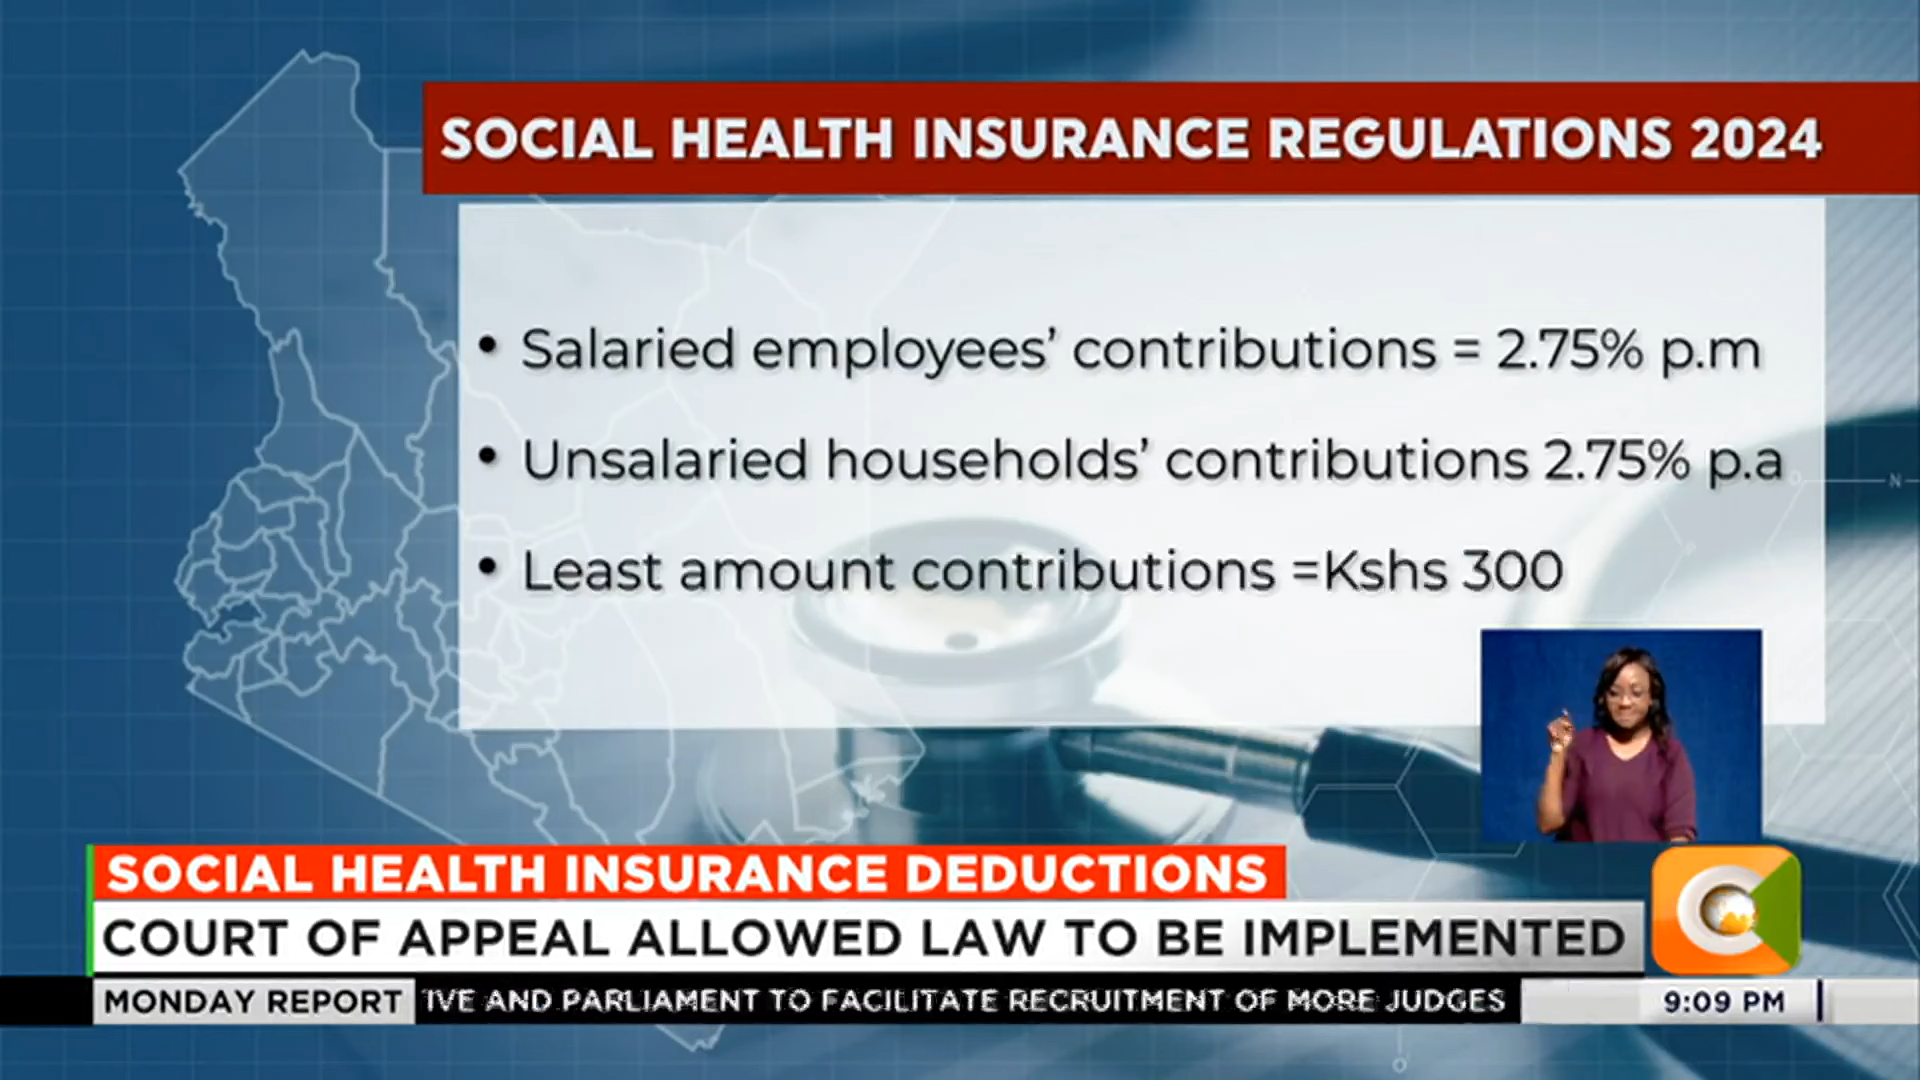 SOCIAL HEALTH INSURANCE REGULATIONS 2024
• Salaried employees’ contributions = 2.75% p.m
• Unsalaried households’ contributions 2.75% p.a
• Least amount contributions =Kshs 300
N
SOCIAL HEALTH INSURANCE DEDUCTIONS
COURT OF APPEAL ALLOWED LAW TO BE IMPLEMENTED
MONDAY REPORT
IVE AND PARLIAMENT TO FACILITATE RECRUITMENT OF MORE JUDGES
9:09 PM